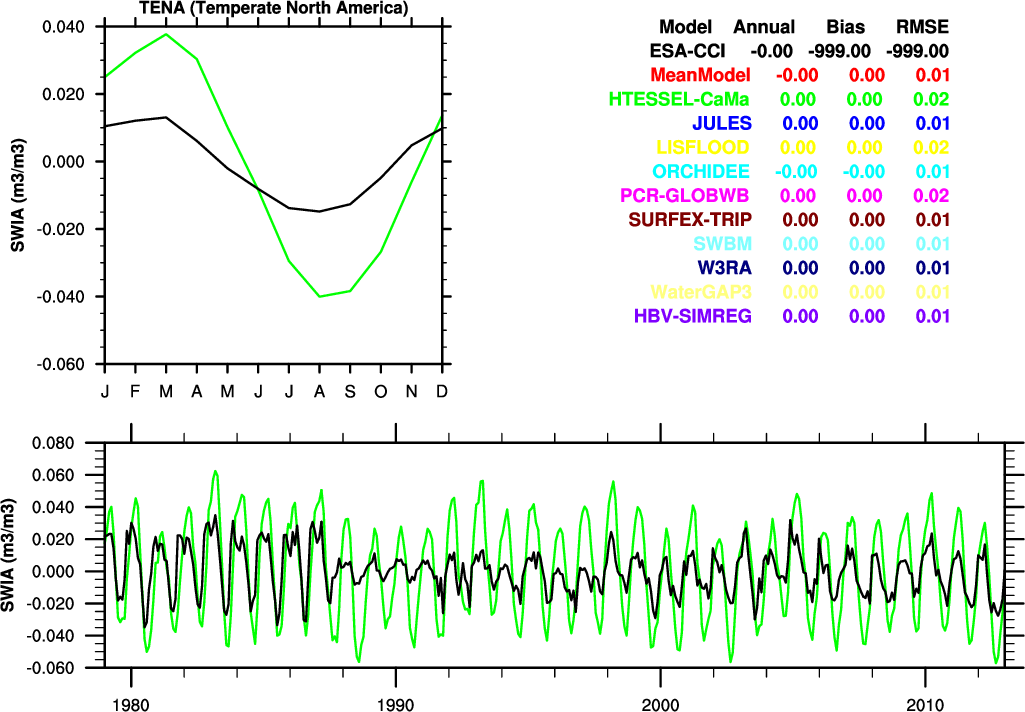 TENA (Temperate North America)
0.040
0.020
0.000
-0.020
-0.040
-0.060
SWIA (m3/m3)
J F M A M J J A S O N D
Model Annual Bias RMSE
ESA-CCI -0.00 -999.00 -999.00
MeanModel -0.00 0.00 0.01
HTESSEL-CaMa 0.00 0.00 0.02
JULES 0.00 0.00 0.01
LISFLOOD 0.00 0.00 0.02
ORCHIDEE -0.00 -0.00 0.01
PCR-GLOBWB 0.00 0.00 0.02
SURFEX-TRIP 0.00 0.00 0.01
SWBM 0.00 0.00 0.01
W3RA 0.00 0.00 0.01
WaterGAP3 0.00 0.00 0.01
HBV-SIMREG 0.00 0.00 0.01
0.080
0.060
0.040
0.020
0.000
-0.020
-0.040
-0.060
SWIA (m3/m3)
1980 1990 2000 2010